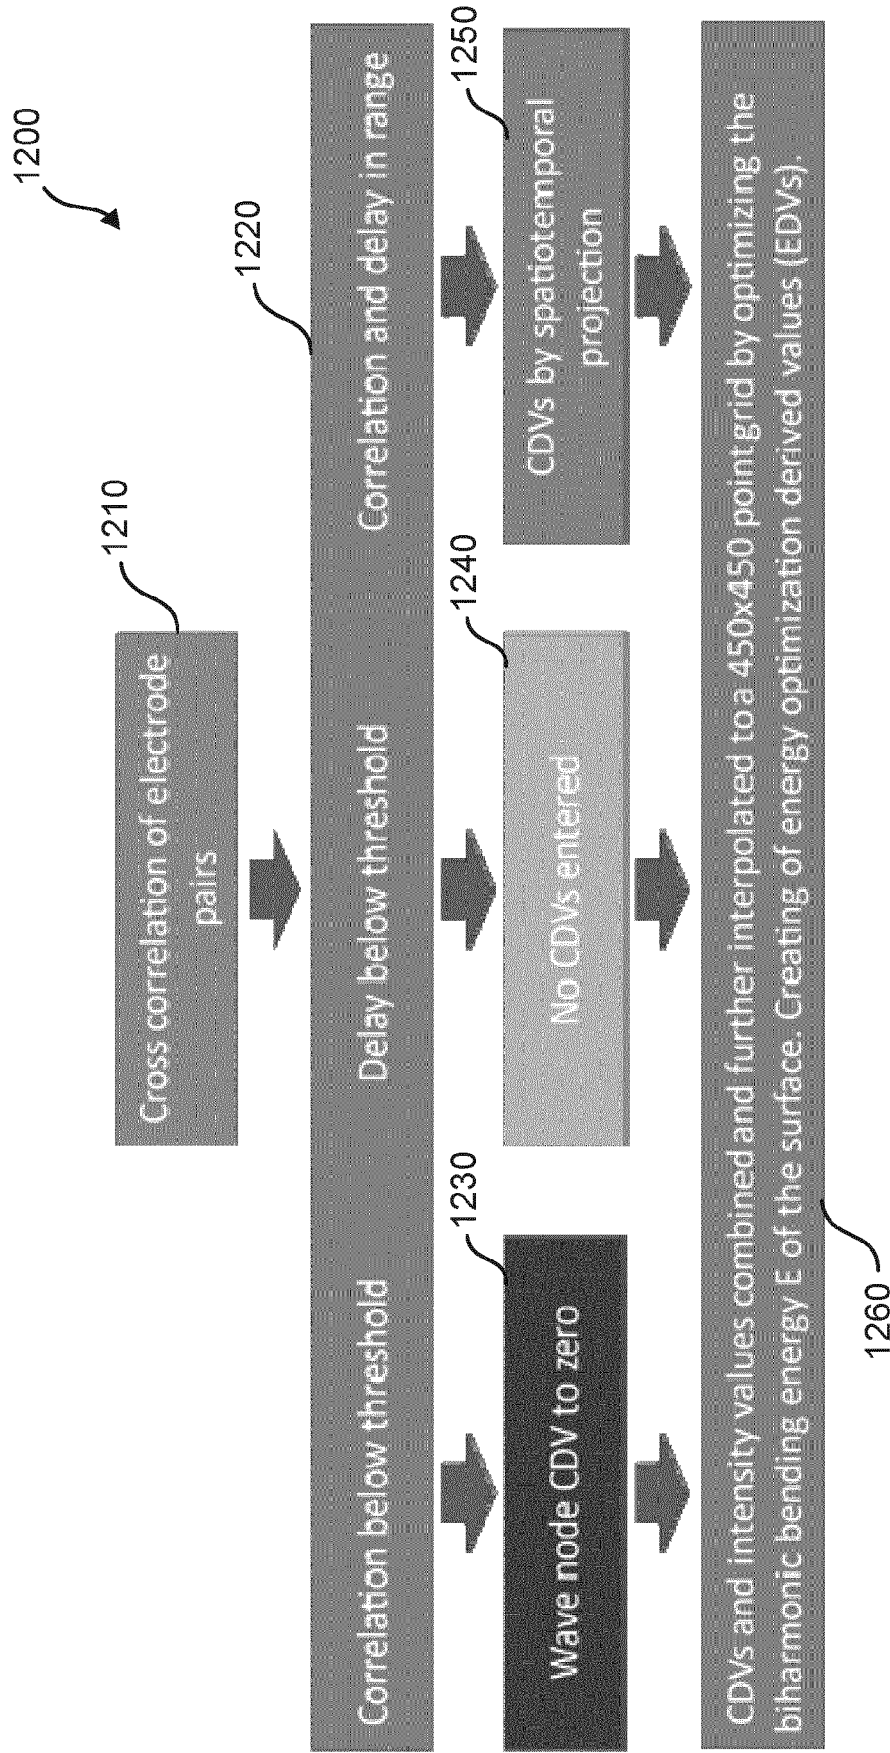 1200
1210
Cross correlation of electrode
pairs
1220
Correlation below threshold
Delay below threshold
Correlation and delay in range
1230
Wave node CDV to zero
1240
No CDVs entered
1250
CDVs by spatiotemporal
projection
CDVs and intensity values combined and further interpolated to a 450x450 pointgrid by optimizing the
biharmonic bending energy E of the surface. Creating of energy optimization derived values (EDVs).
1260